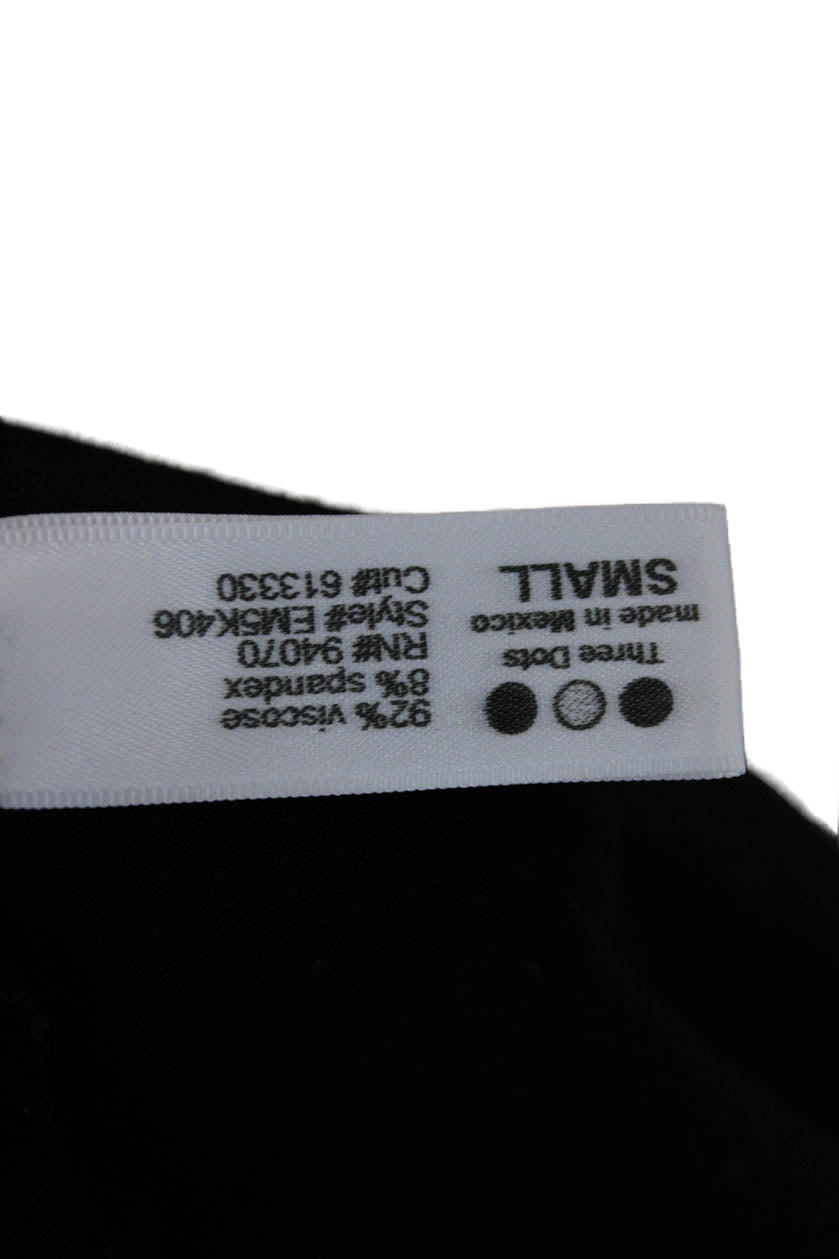 Three Dots
made in Mexico
SMALL
92% viscose
8% spandex
RN# 94070
Style# EM5K406
Cut# 613330